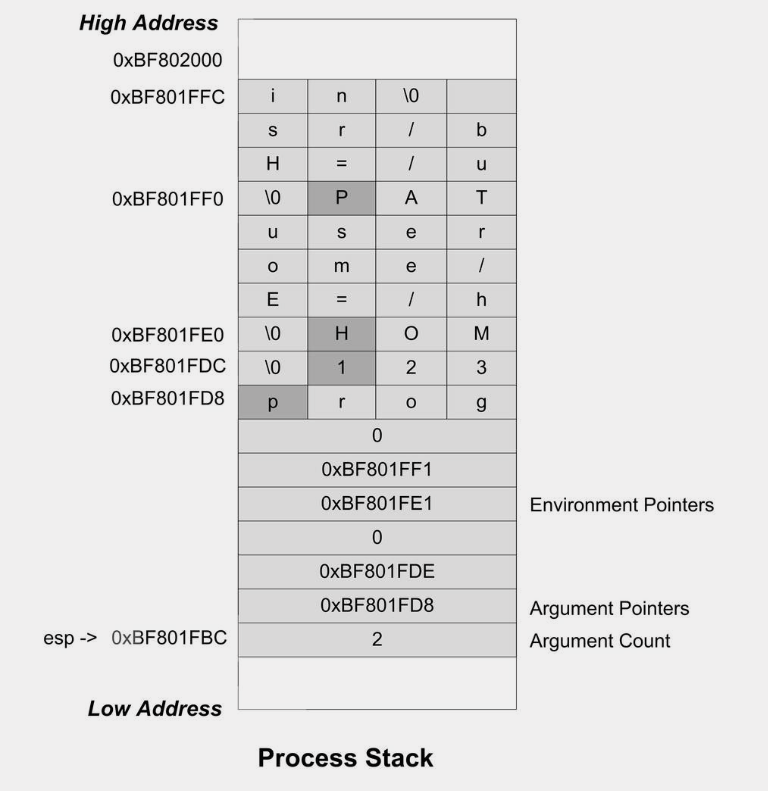 High Address
0xBF802000
0xBF801FFC i n \0
s r / b
H = / u
0xBF801FF0 \0 P A T
u s e r
o m e /
E = / h
0xBF801FE0 \0 H O M
0xBF801FDC \0 1 2 3
0xBF801FD8 p r o g
0
0xBF801FF1
0xBF801FE1 Environment Pointers
0
0xBF801FDE
0xBF801FD8 Argument Pointers
esp -> 0xBF801FBC 2 Argument Count
Low Address
Process Stack